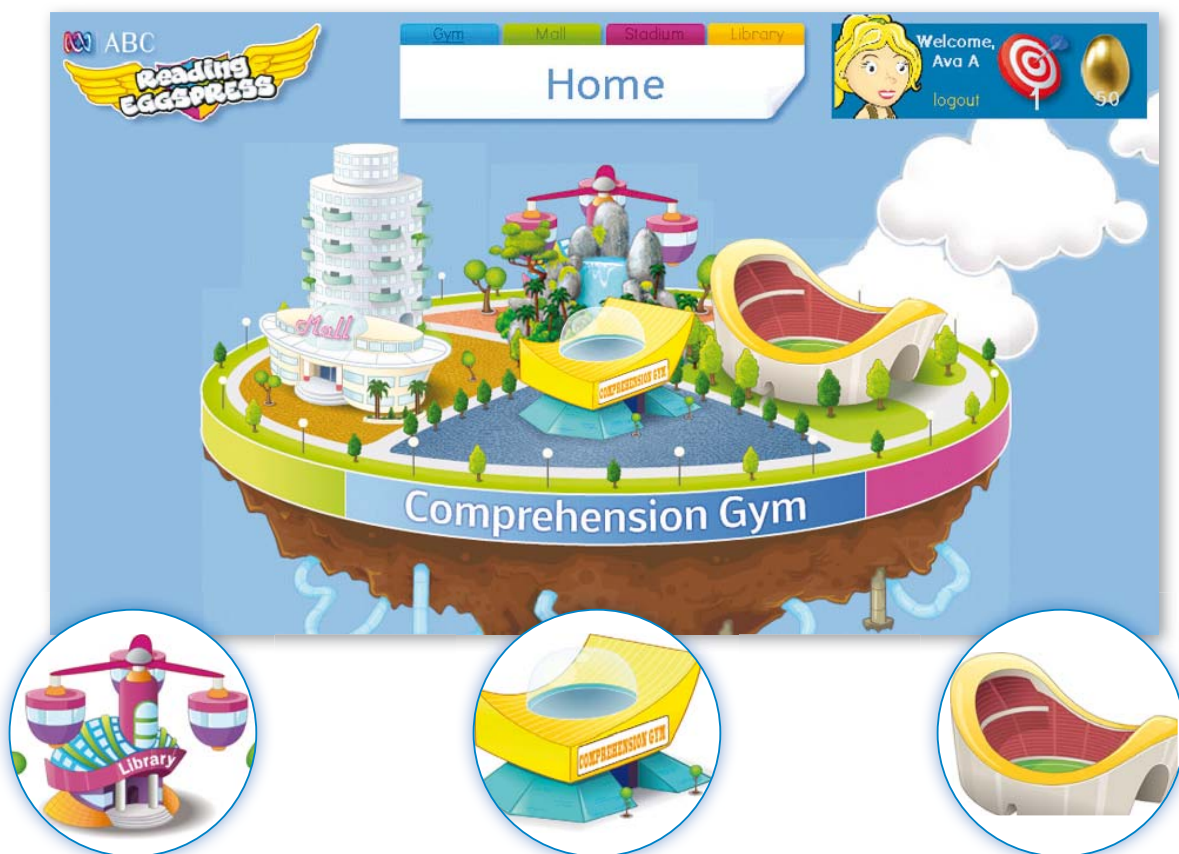 ABC
Reading
EGGSPRESS
Gym
Mall
Stadium
Library
Home
Welcome,
Ava A
logout
1
50
Mall
COMPREHENSION GYM
Comprehension Gym
Library
COMPREHENSION GYM